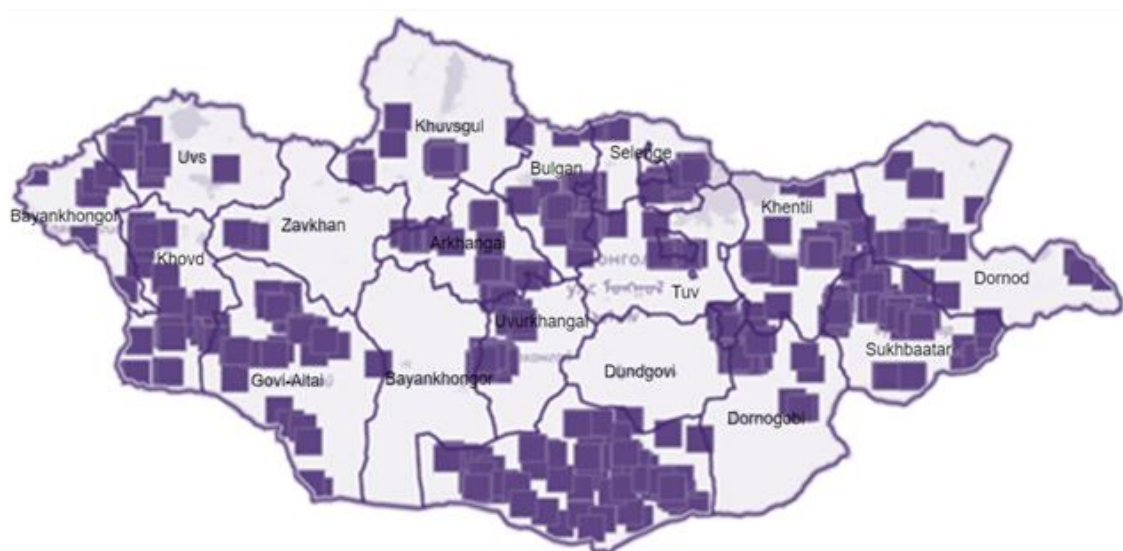 Khuvsgul
Selenge
Uvs
Bulgan
Bayankhongor
Zavkhan
Khentii
Arkhangai
Khovd
Dornod
Tuv
Uvurkhangai
Sukhbaatar
Govi-Altai
Bayankhongor
Dundgovi
Dornogobi